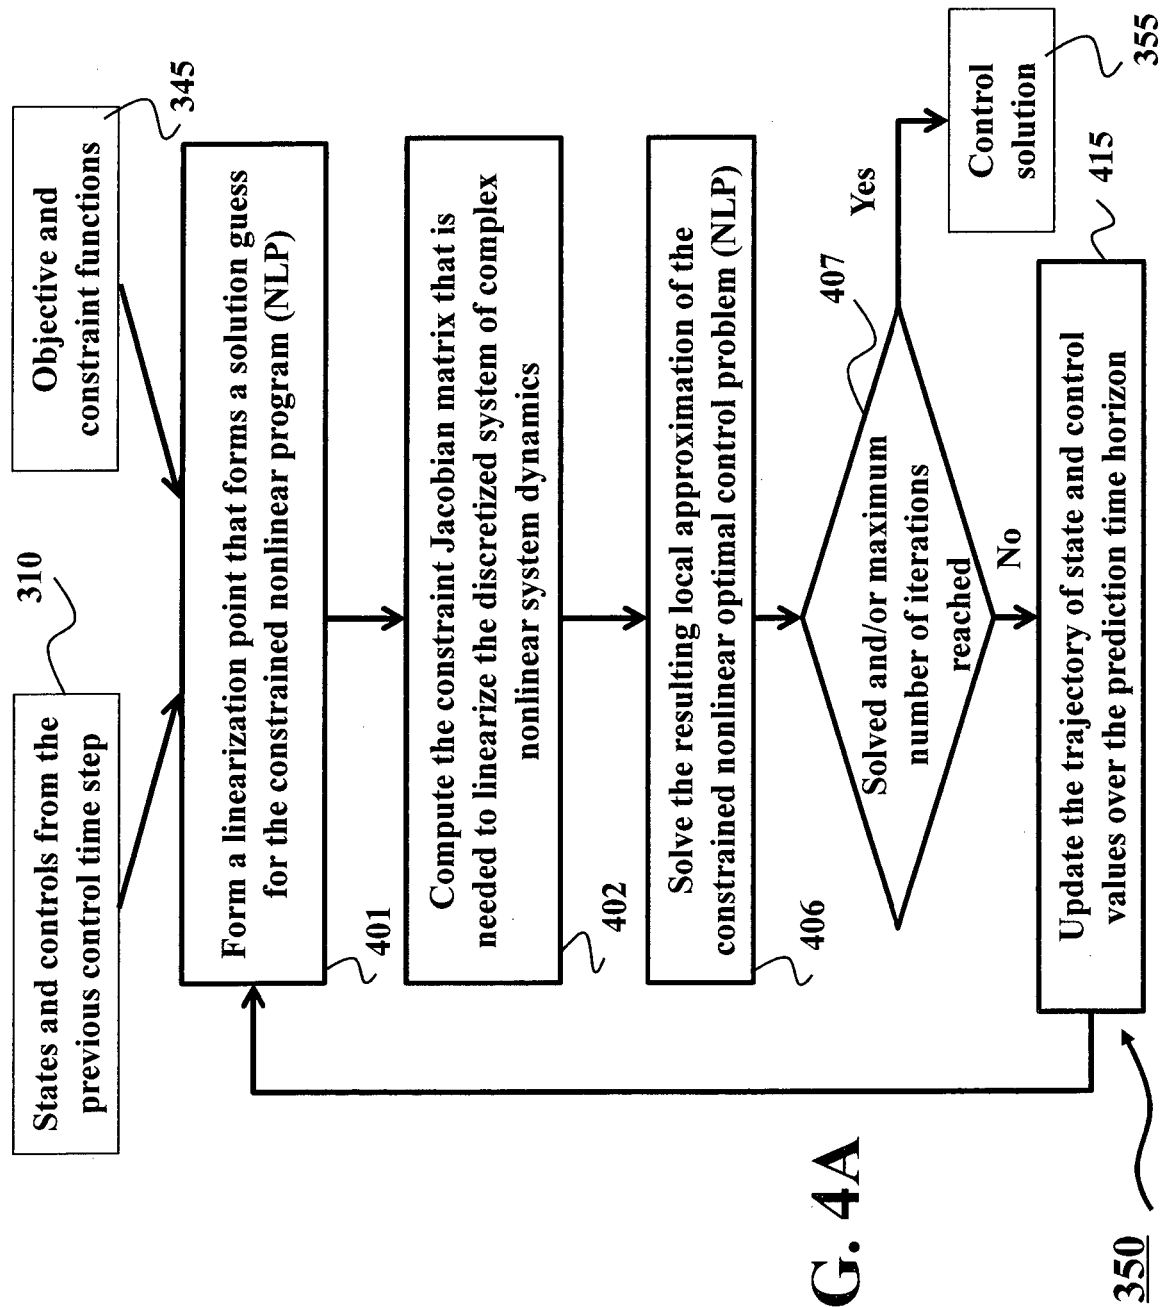 States and controls from the
previous control time step
310
Objective and
constraint functions
345
Form a linearization point that forms a solution guess
for the constrained nonlinear program (NLP)
401
Compute the constraint Jacobian matrix that is
needed to linearize the discretized system of complex
nonlinear system dynamics
402
Solve the resulting local approximation of the
constrained nonlinear optimal control problem (NLP)
406
Solved and/or maximum
number of iterations
reached
407
Yes
No
Control
solution
355
Update the trajectory of state and control
values over the prediction time horizon
415
G. 4A
350